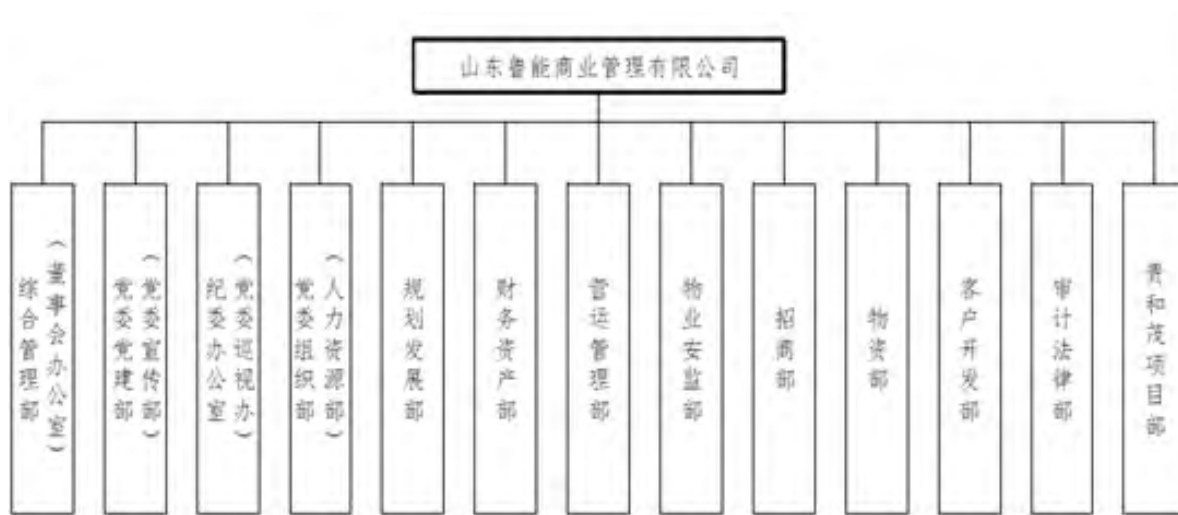 山东鲁能商业管理有限公司
综合管理部
（董事会办公室）
党委党建部
（党委宣传部）
纪委办公室
（党委巡视办）
党委组织部
（人力资源部）
规划发展部
财务资产部
营运管理部
物业安监部
招商部
物资部
客户开发部
审计法律部
贵和茂项目部